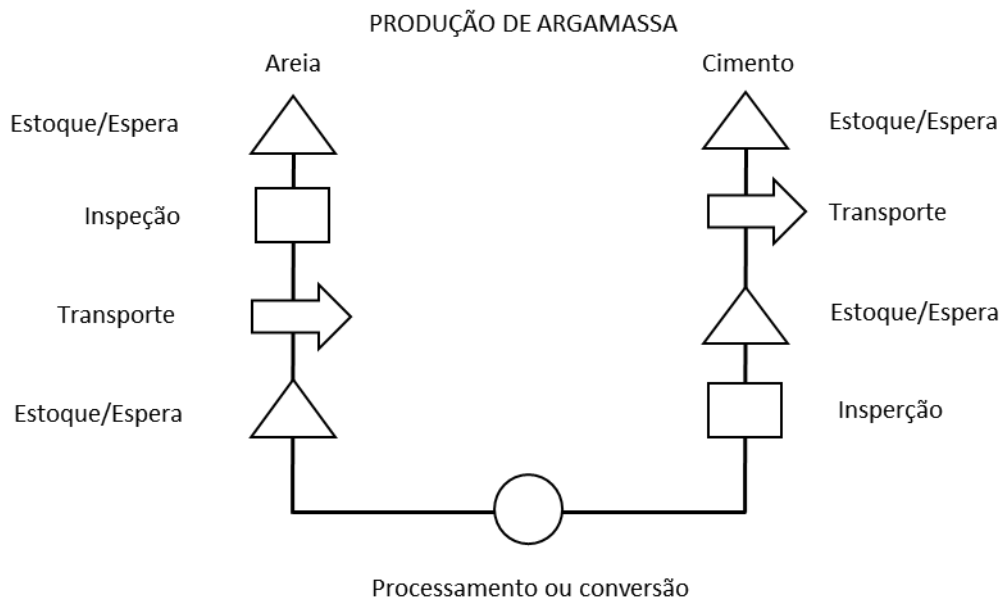 PRODUÇÃO DE ARGAMASSA
Areia
Cimento
Estoque/Espera
Estoque/Espera
Inspeção
Transporte
Transporte
Estoque/Espera
Estoque/Espera
Insperção
Processamento ou conversão